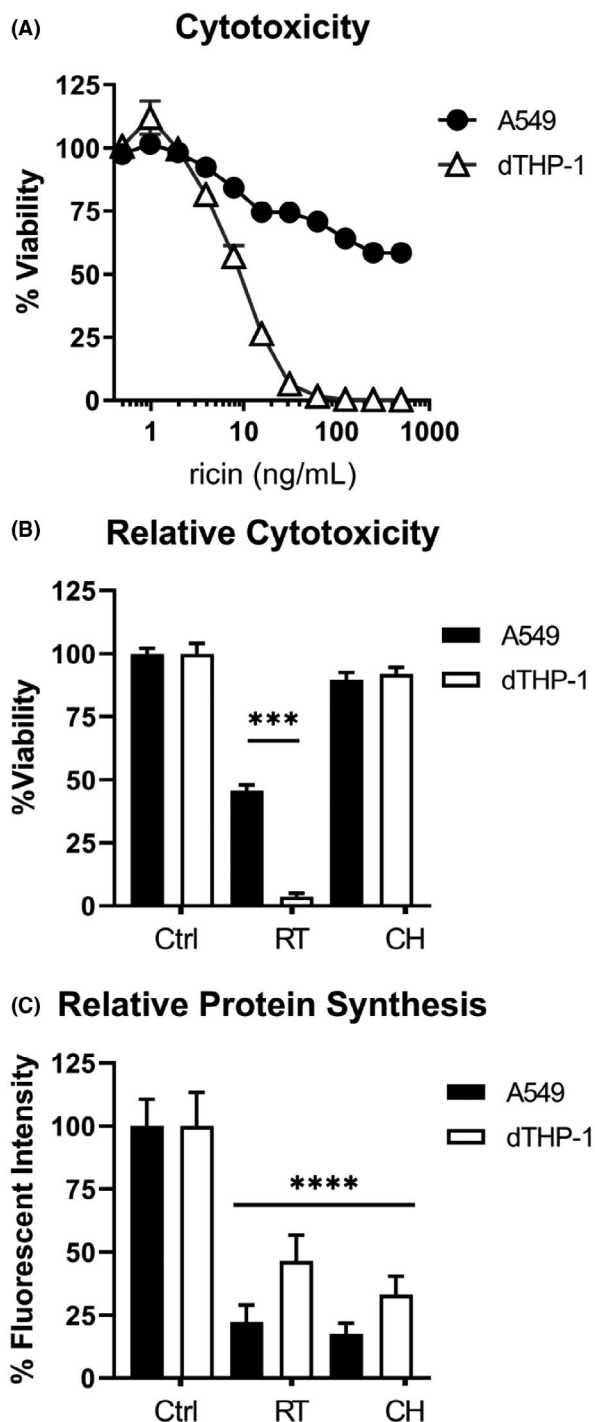 (A) Cytotoxicity
125
100
75
50
25
0
% Viability
1 10 100 1000
ricin (ng/mL)
A549
dTHP-1
(B) Relative Cytotoxicity
125
100
75
50
25
0
%Viability
***
Ctrl RT CH
A549
dTHP-1
(C) Relative Protein Synthesis
125
100
75
50
25
0
% Fluorescent Intensity
****
Ctrl RT CH
A549
dTHP-1